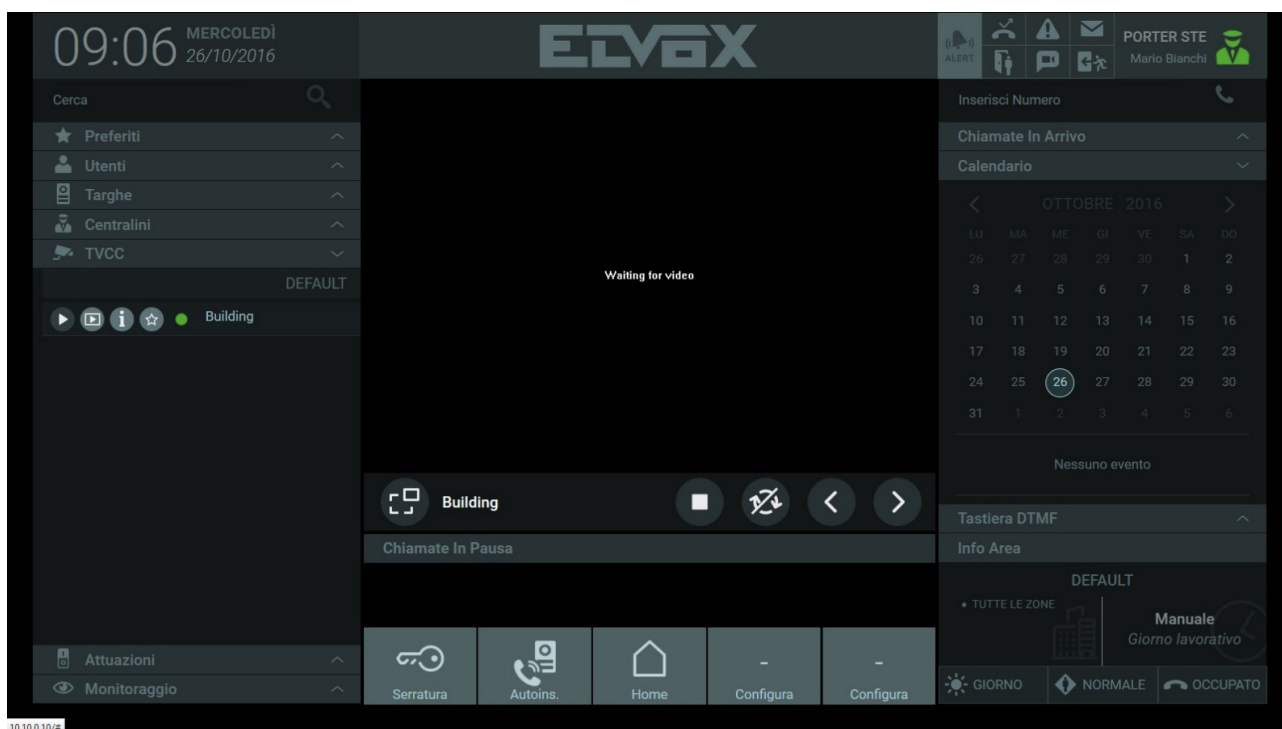 09:06
MERCOLEDÌ
26/10/2016
ELVOX
ALERT
PORTER STE
Mario Bianchi
Cerca
Preferiti
Utenti
Targhe
Centralini
TVCC
DEFAULT
Building
Attuazioni
Monitoraggio
Waiting for video
Building
Chiamate In Pausa
Serratura
Autoins.
Home
- Configura
- Configura
Inserisci Numero
Chiamate In Arrivo
Calendario
OTTOBRE 2016
LU MA ME GI VE SA DO
26 27 28 29 30 1 2
3 4 5 6 7 8 9
10 11 12 13 14 15 16
17 18 19 20 21 22 23
24 25 26 27 28 29 30
31 1 2 3 4 5 6
Nessuno evento
Tastiera DTMF
Info Area
DEFAULT
• TUTTE LE ZONE
Manuale
Giorno lavorativo
GIORNO
NORMALE
OCCUPATO
10.10.0.10/#